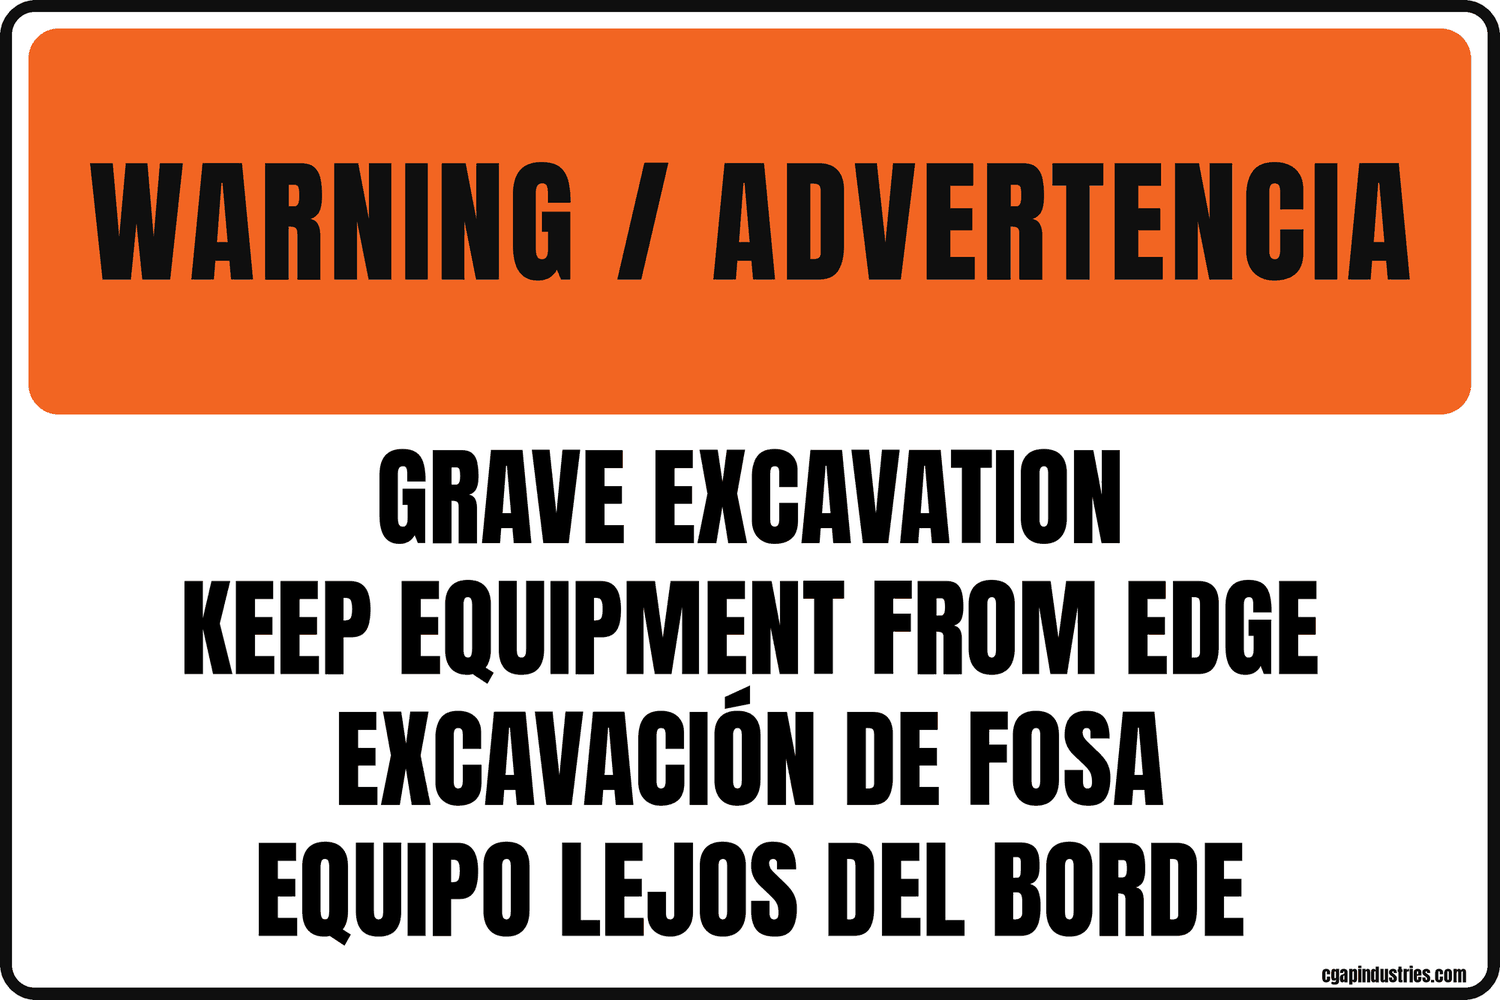 WARNING / ADVERTENCIA
GRAVE EXCAVATION
KEEP EQUIPMENT FROM EDGE
EXCAVACIÓN DE FOSA
EQUIPO LEJOS DEL BORDE
cgapindustries.com